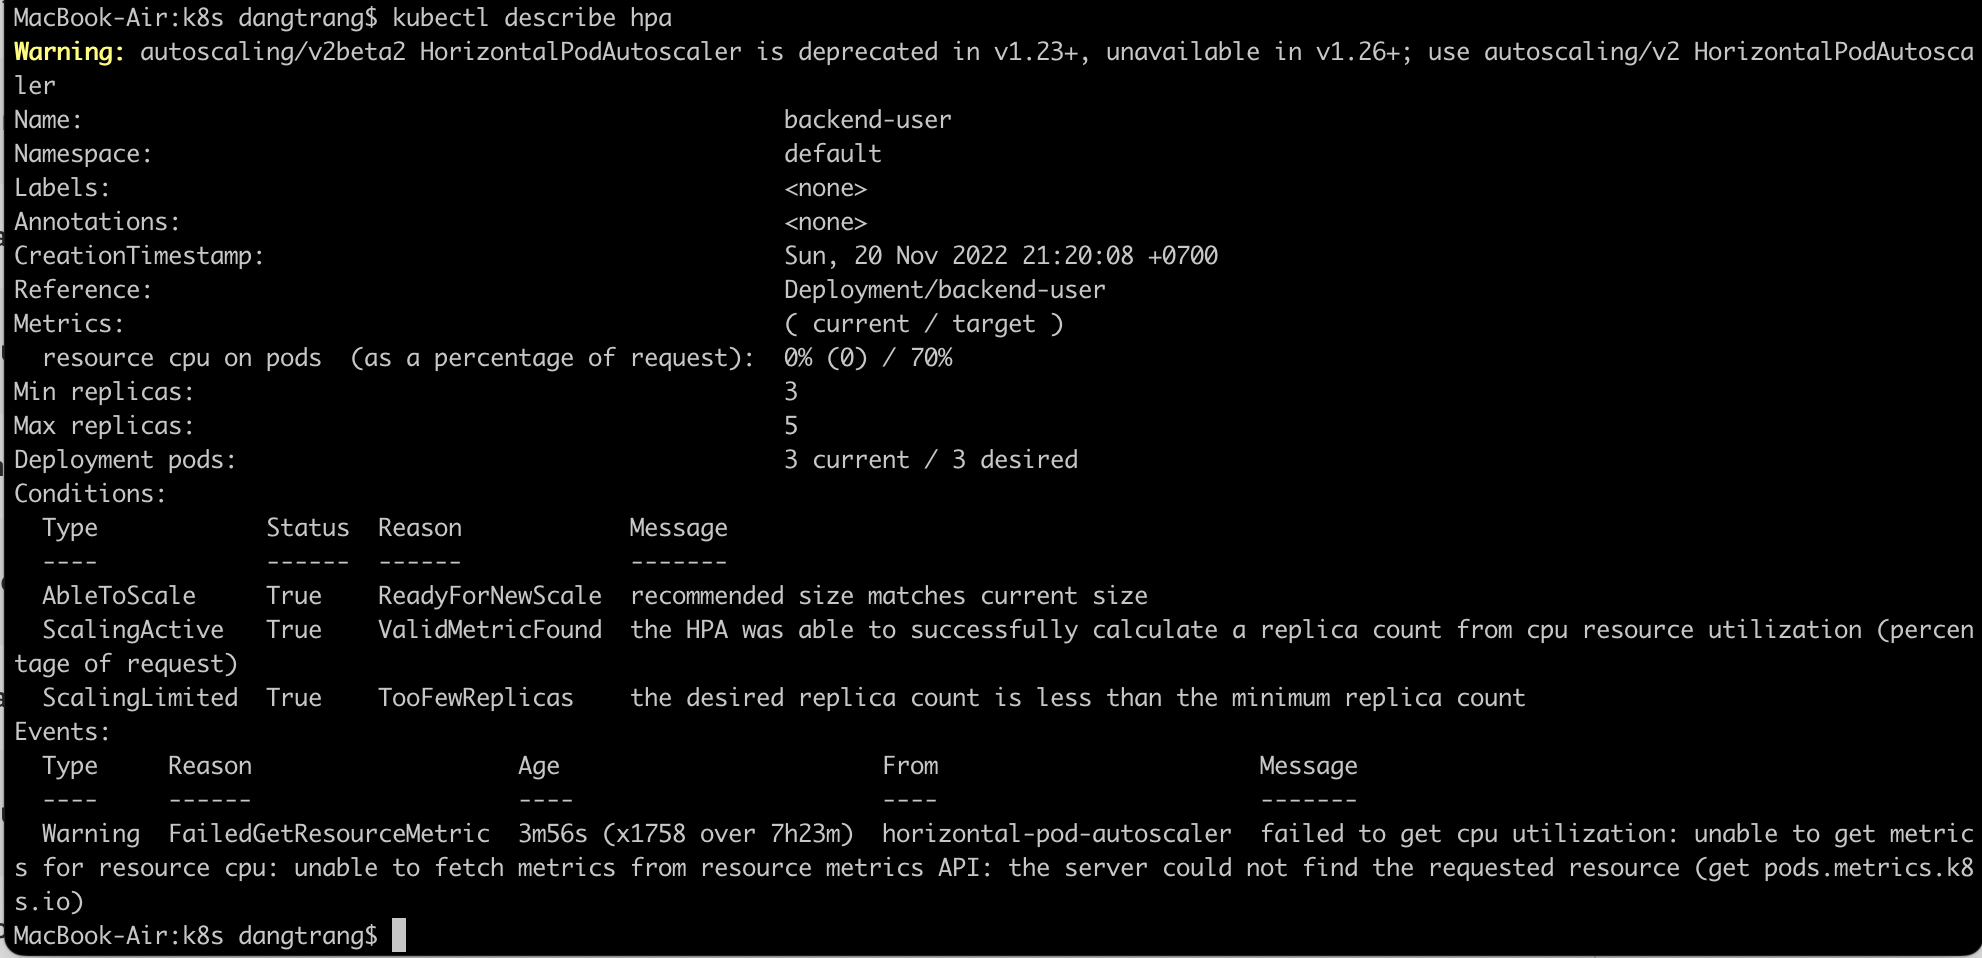 MacBook-Air:k8s dangtrang$ kubectl describe hpa
Warning: autoscaling/v2beta2 HorizontalPodAutoscaler is deprecated in v1.23+, unavailable in v1.26+; use autoscaling/v2 HorizontalPodAutosca
ler
Name:                                                  backend-user
Namespace:                                             default
Labels:                                                <none>
Annotations:                                           <none>
CreationTimestamp:                                     Sun, 20 Nov 2022 21:20:08 +0700
Reference:                                             Deployment/backend-user
Metrics:                                               ( current / target )
  resource cpu on pods  (as a percentage of request):  0% (0) / 70%
Min replicas:                                          3
Max replicas:                                          5
Deployment pods:                                       3 current / 3 desired
Conditions:
  Type            Status  Reason            Message
  ----            ------  ------            -------
  AbleToScale     True    ReadyForNewScale  recommended size matches current size
  ScalingActive   True    ValidMetricFound  the HPA was able to successfully calculate a replica count from cpu resource utilization (percen
tage of request)
  ScalingLimited  True    TooFewReplicas    the desired replica count is less than the minimum replica count
Events:
  Type     Reason                   Age                       From                       Message
  ----     ------                   ----                      ----                       -------
  Warning  FailedGetResourceMetric  3m56s (x1758 over 7h23m)  horizontal-pod-autoscaler  failed to get cpu utilization: unable to get metric
s for resource cpu: unable to fetch metrics from resource metrics API: the server could not find the requested resource (get pods.metrics.k8
s.io)
MacBook-Air:k8s dangtrang$